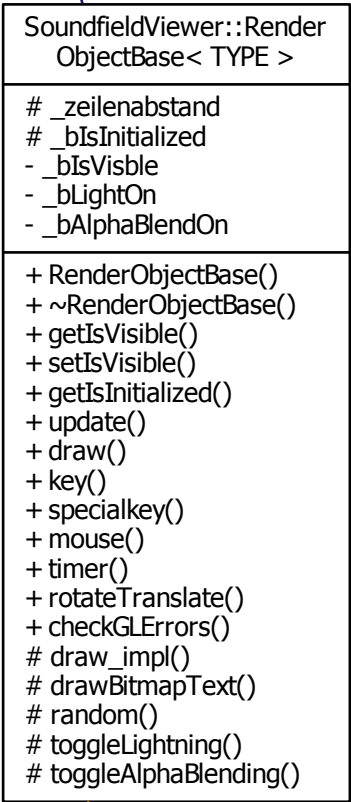 SoundfieldViewer::Render
ObjectBase< TYPE >
# _zeilenabstand
# _bIsInitialized
- _bIsVisble
- _bLightOn
- _bAlphaBlendOn
+ RenderObjectBase()
+ ~RenderObjectBase()
+ getIsVisible()
+ setIsVisible()
+ getIsInitialized()
+ update()
+ draw()
+ key()
+ specialkey()
+ mouse()
+ timer()
+ rotateTranslate()
+ checkGLErrors()
# draw_impl()
# drawBitmapText()
# random()
# toggleLightning()
# toggleAlphaBlending()